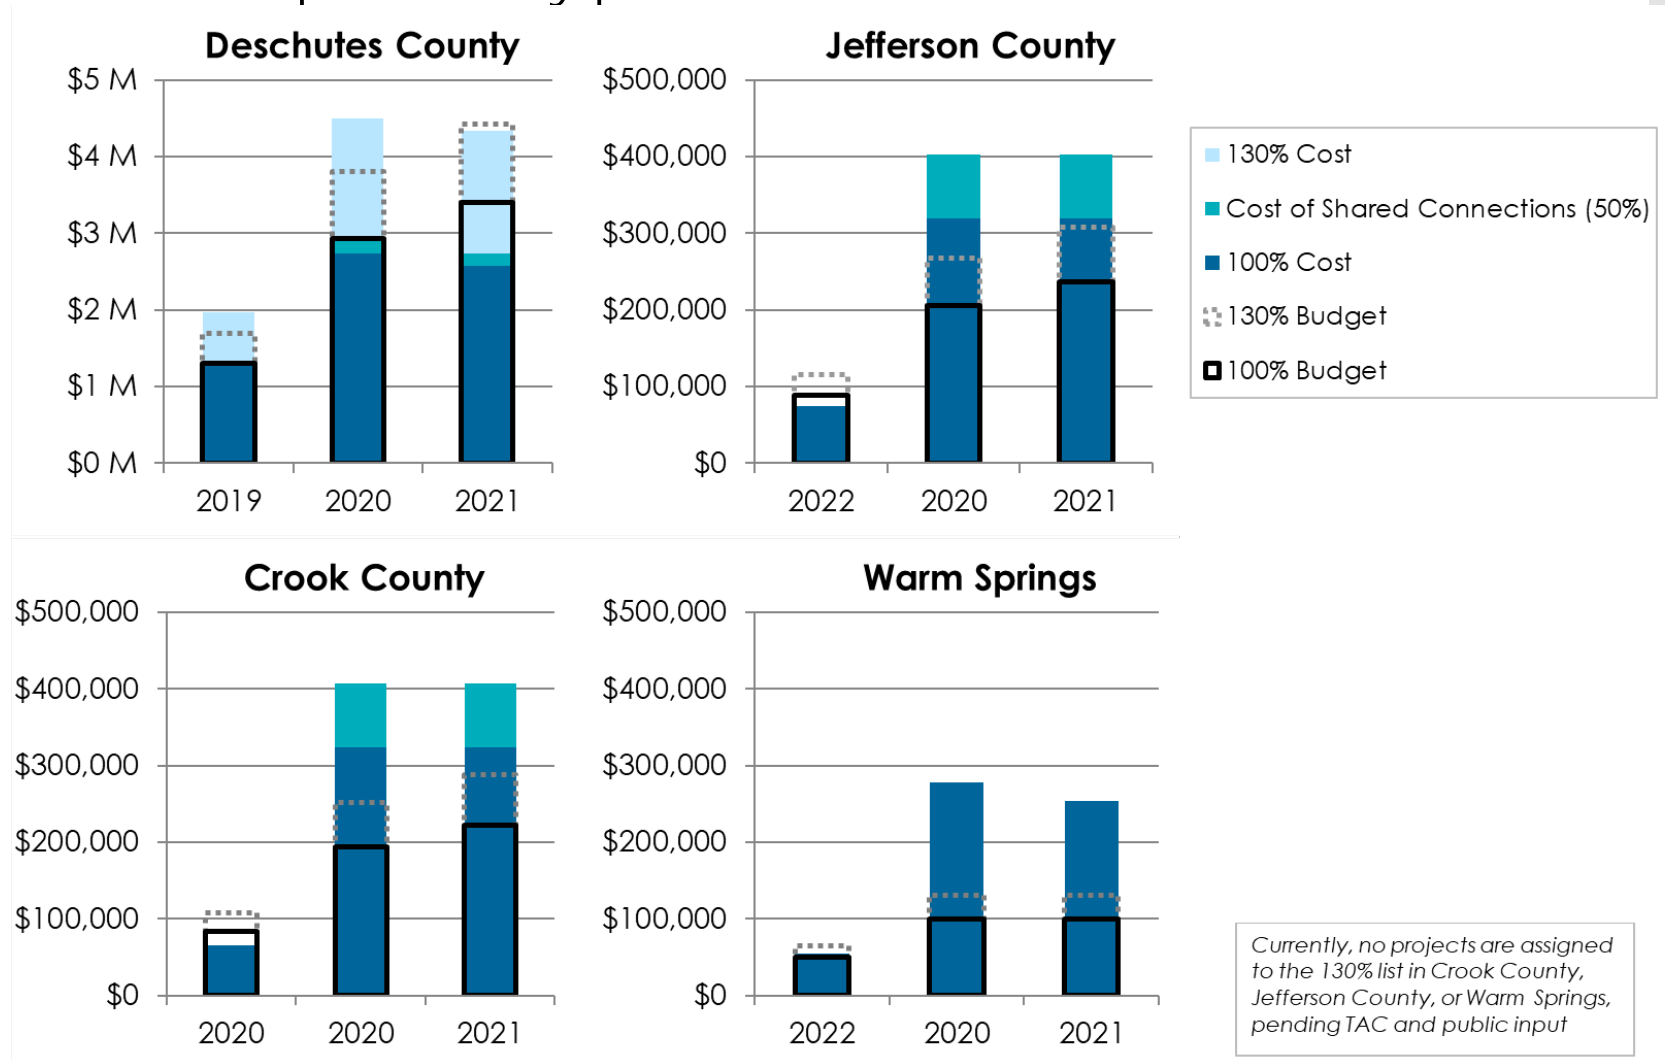 Deschutes County
$5 M
$4 M
$3 M
$2 M
$1 M
$0 M
2019 2020 2021
Jefferson County
$500,000
$400,000
$300,000
$200,000
$100,000
$0
2022 2020 2021
130% Cost
Cost of Shared Connections (50%)
100% Cost
130% Budget
100% Budget
Crook County
$500,000
$400,000
$300,000
$200,000
$100,000
$0
2020 2020 2021
Warm Springs
$500,000
$400,000
$300,000
$200,000
$100,000
$0
2022 2020 2021
Currently, no projects are assigned
to the 130% list in Crook County,
Jefferson County, or Warm Springs,
pending TAC and public input